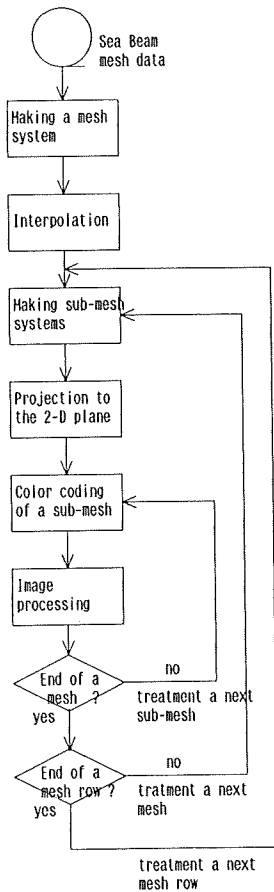 Sea Beam
mesh data
Making a mesh
system
Interpolation
Making sub-mesh
systems
Projection to
the 2-D plane
Color coding
of a sub-mesh
Image
processing
End of a
mesh ?
no
yes
treatment a next
sub-mesh
End of a
mesh row ?
no
yes
tratment a next
mesh
treatment a next
mesh row